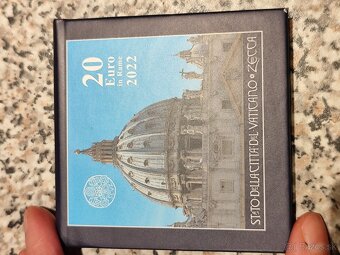 20
Euro
in Rame
2022
STATO DELLA CITTÀ DEL VATICANO • ZECCA